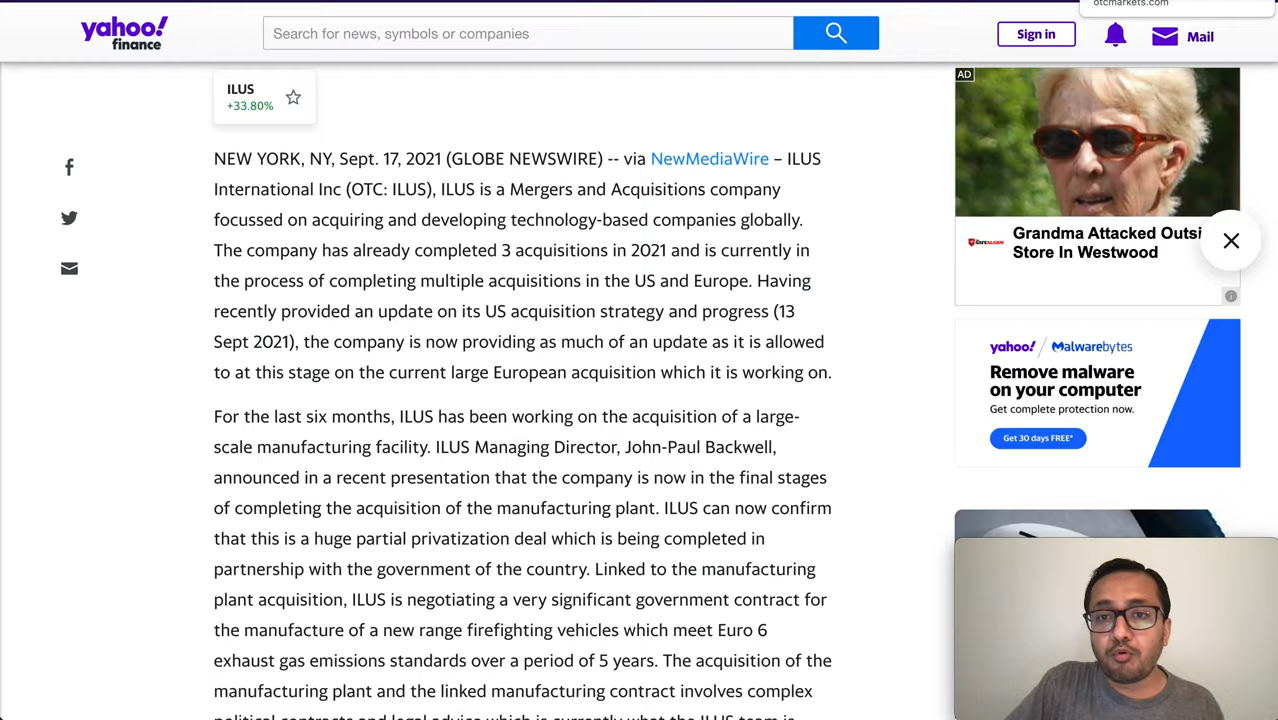 otcmarkets.com
yahoo!
finance
Search for news, symbols or companies
Sign in
Mail
ILUS
+33.80%
NEW YORK, NY, Sept. 17, 2021 (GLOBE NEWSWIRE) -- via NewMediaWire – ILUS
International Inc (OTC: ILUS), ILUS is a Mergers and Acquisitions company
focussed on acquiring and developing technology-based companies globally.
The company has already completed 3 acquisitions in 2021 and is currently in
the process of completing multiple acquisitions in the US and Europe. Having
recently provided an update on its US acquisition strategy and progress (13
Sept 2021), the company is now providing as much of an update as it is allowed
to at this stage on the current large European acquisition which it is working on.
For the last six months, ILUS has been working on the acquisition of a large-
scale manufacturing facility. ILUS Managing Director, John-Paul Backwell,
announced in a recent presentation that the company is now in the final stages
of completing the acquisition of the manufacturing plant. ILUS can now confirm
that this is a huge partial privatization deal which is being completed in
partnership with the government of the country. Linked to the manufacturing
plant acquisition, ILUS is negotiating a very significant government contract for
the manufacture of a new range firefighting vehicles which meet Euro 6
exhaust gas emissions standards over a period of 5 years. The acquisition of the
manufacturing plant and the linked manufacturing contract involves complex
political contracts and legal advice which is currently what the ILUS team is
AD
Grandma Attacked Outsi
Store In Westwood
yahoo! / Malwarebytes
Remove malware
on your computer
Get complete protection now.
Get 30 days FREE*